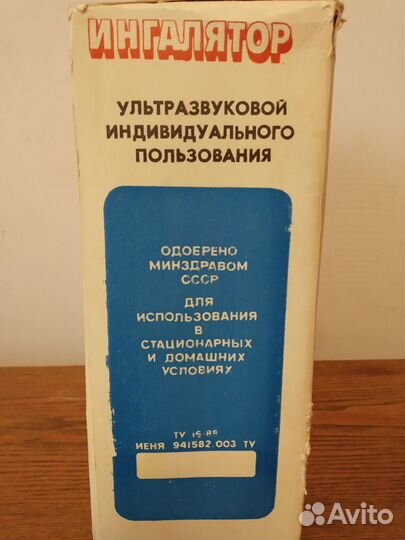 ИНГАЛЯТОР
УЛЬТРАЗВУКОВОЙ
ИНДИВИДУАЛЬНОГО
ПОЛЬЗОВАНИЯ
ОДОБРЕНО
МИНЗДРАВОМ
СССР
ДЛЯ
ИСПОЛЬЗОВАНИЯ
В
СТАЦИОНАРНЫХ
И ДОМАШНИХ
УСЛОВИЯХ
ТУ 16-88
ИЕНЯ 941582 003 ТУ
Avito